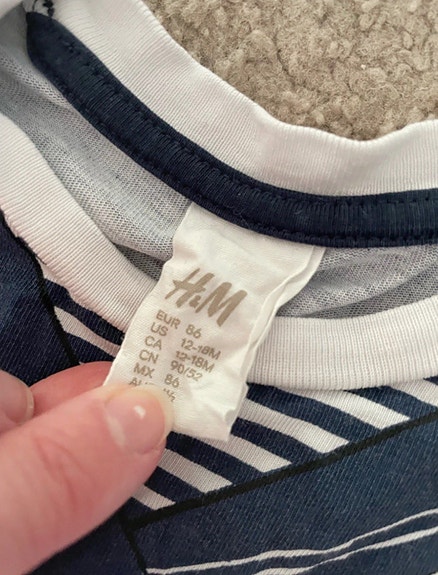 H&M
EUR 86
US 12-18M
CA 12-18M
CN 90/52
MX 86